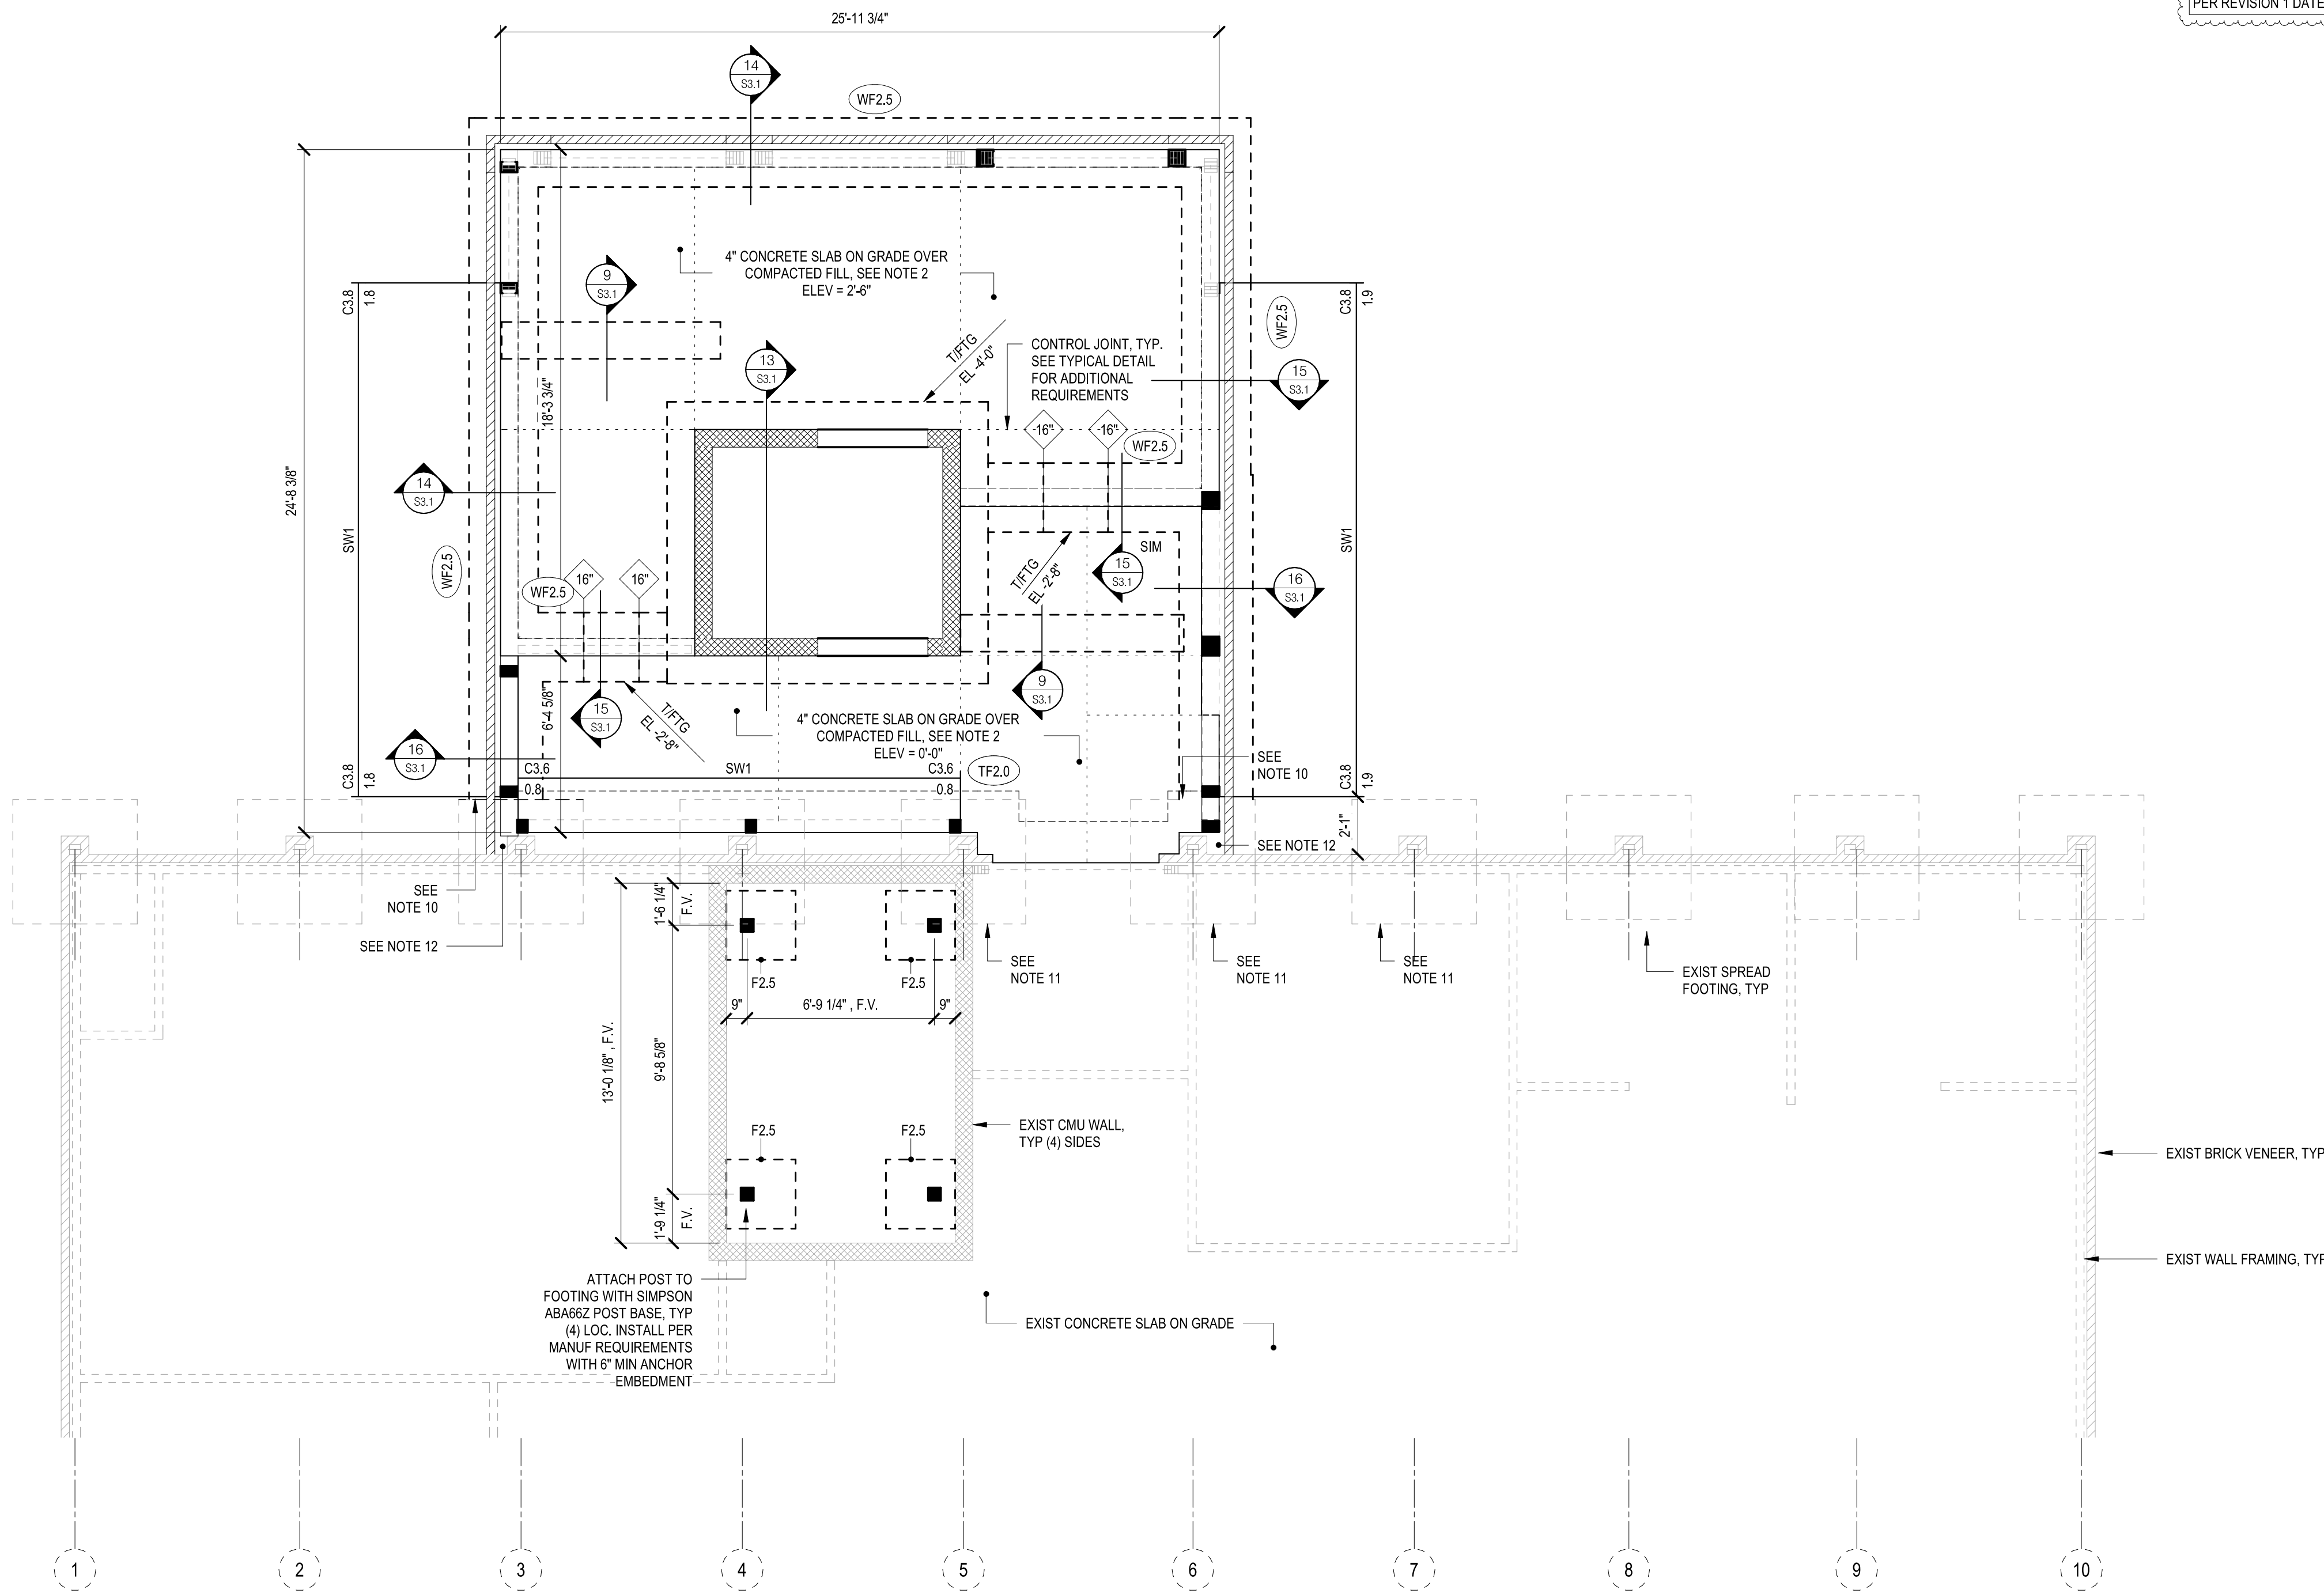 PER REVISION 1 DATE
25'-11 3/4"
14
S3.1
WF2.5
4" CONCRETE SLAB ON GRADE OVER
COMPACTED FILL, SEE NOTE 2
ELEV = 2'-6"
9
S3.1
C3.8
1.8
C3.8
1.9
WF2.5
T/FTG
EL -4'-0"
CONTROL JOINT, TYP.
SEE TYPICAL DETAIL
FOR ADDITIONAL
REQUIREMENTS
13
S3.1
15
S3.1
18'-3 3/4"
16"
16"
WF2.5
24'-8 3/8"
14
S3.1
SW1
SW1
WF2.5
WF2.5
16"
16"
T/FTG
EL -2'-8"
SIM
15
S3.1
16
S3.1
9
S3.1
6'-4 5/8"
15
S3.1
T/FTG
EL -2'-8"
4" CONCRETE SLAB ON GRADE OVER
COMPACTED FILL, SEE NOTE 2
ELEV = 0'-0"
16
S3.1
C3.8
1.8
C3.6
0.8
SW1
C3.6
0.8
TF2.0
SEE
NOTE 10
C3.8
1.9
2'-1"
SEE NOTE 12
SEE
NOTE 10
SEE NOTE 12
1'-6 1/4"
F.V.
F2.5
F2.5
SEE
NOTE 11
SEE
NOTE 11
SEE
NOTE 11
EXIST SPREAD
FOOTING, TYP
9"
6'-9 1/4" , F.V.
9"
13'-0 1/8" , F.V.
9'-8 5/8"
F2.5
F2.5
EXIST CMU WALL,
TYP (4) SIDES
EXIST BRICK VENEER, TYP
1'-9 1/4"
F.V.
EXIST WALL FRAMING, TYP
ATTACH POST TO
FOOTING WITH SIMPSON
ABA66Z POST BASE, TYP
(4) LOC. INSTALL PER
MANUF REQUIREMENTS
WITH 6" MIN ANCHOR
EMBEDMENT
EXIST CONCRETE SLAB ON GRADE
1
2
3
4
5
6
7
8
9
10